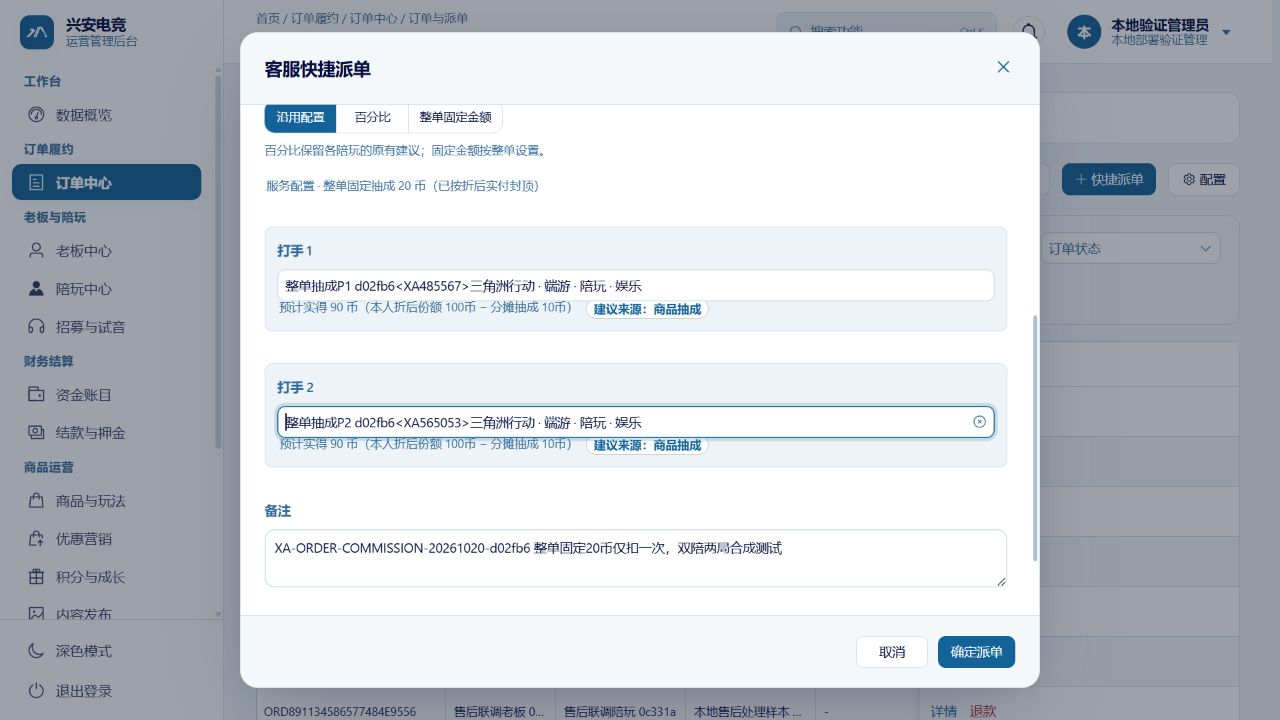 兴安电竞
运营管理后台
首页 / 订单履约 / 订单中心 / 订单与派单
搜索功能
Ctrl K
本
本地验证管理员
本地部署验证管理
工作台
数据概览
订单履约
订单中心
老板与陪玩
老板中心
陪玩中心
招募与试音
财务结算
资金账目
结款与押金
商品运营
商品与玩法
优惠营销
积分与成长
内容发布
深色模式
退出登录
客服快捷派单
沿用配置 百分比 整单固定金额
百分比保留各陪玩的原有建议；固定金额按整单设置。
服务配置 · 整单固定抽成 20 币（已按折后实付封顶）
打手 1
整单抽成P1 d02fb6<XA485567>三角洲行动 · 端游 · 陪玩 · 娱乐
预计实得 90 币（本人折后份额 100币 − 分摊抽成 10币） 建议来源：商品抽成
打手 2
整单抽成P2 d02fb6<XA565053>三角洲行动 · 端游 · 陪玩 · 娱乐
预计实得 90 币（本人折后份额 100币 − 分摊抽成 10币） 建议来源：商品抽成
备注
XA-ORDER-COMMISSION-20261020-d02fb6 整单固定20币仅扣一次，双陪两局合成测试
取消 确定派单
＋ 快捷派单 配置
订单状态
ORD891134586577484E9556 售后联调老板 0... 售后联调陪玩 0c331a 本地售后处理样本 ... - 详情 退款